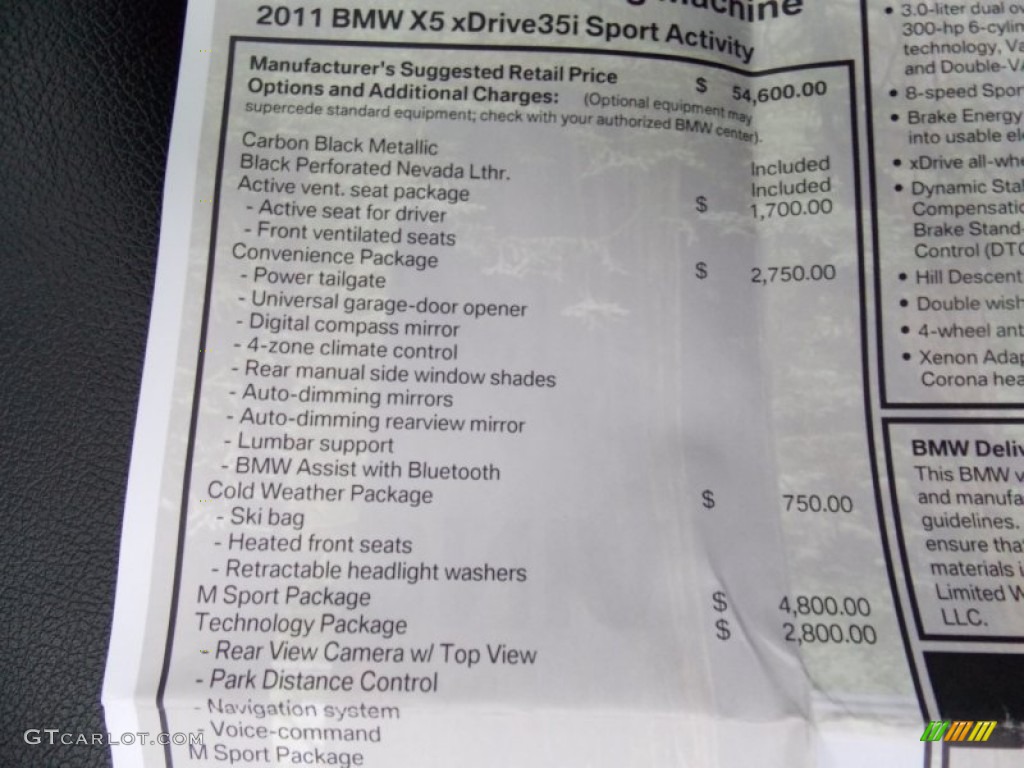 Machine
2011 BMW X5 xDrive35i Sport Activity
Manufacturer's Suggested Retail Price $ 54,600.00
Options and Additional Charges: (Optional equipment may
supercede standard equipment; check with your authorized BMW center).
Carbon Black Metallic Included
Black Perforated Nevada Lthr. Included
Active vent. seat package $ 1,700.00
- Active seat for driver
- Front ventilated seats
Convenience Package $ 2,750.00
- Power tailgate
- Universal garage-door opener
- Digital compass mirror
- 4-zone climate control
- Rear manual side window shades
- Auto-dimming mirrors
- Auto-dimming rearview mirror
- Lumbar support
- BMW Assist with Bluetooth
Cold Weather Package $ 750.00
- Ski bag
- Heated front seats
- Retractable headlight washers
M Sport Package $ 4,800.00
Technology Package $ 2,800.00
- Rear View Camera w/ Top View
- Park Distance Control
- Navigation system
- Voice-command
M Sport Package
• 3.0-liter dual
300-hp 6-cylin
technology, Va
and Double-VA
• 8-speed Spor
• Brake Energy
into usable el
• xDrive all-whe
• Dynamic Stab
Compensatio
Brake Stand-
Control (DTC
• Hill Descent
• Double wish
• 4-wheel ant
• Xenon Adap
Corona hea
BMW Deliv
This BMW v
and manufa
guidelines.
ensure that
materials i
Limited W
LLC.
GTCARLOT.COM